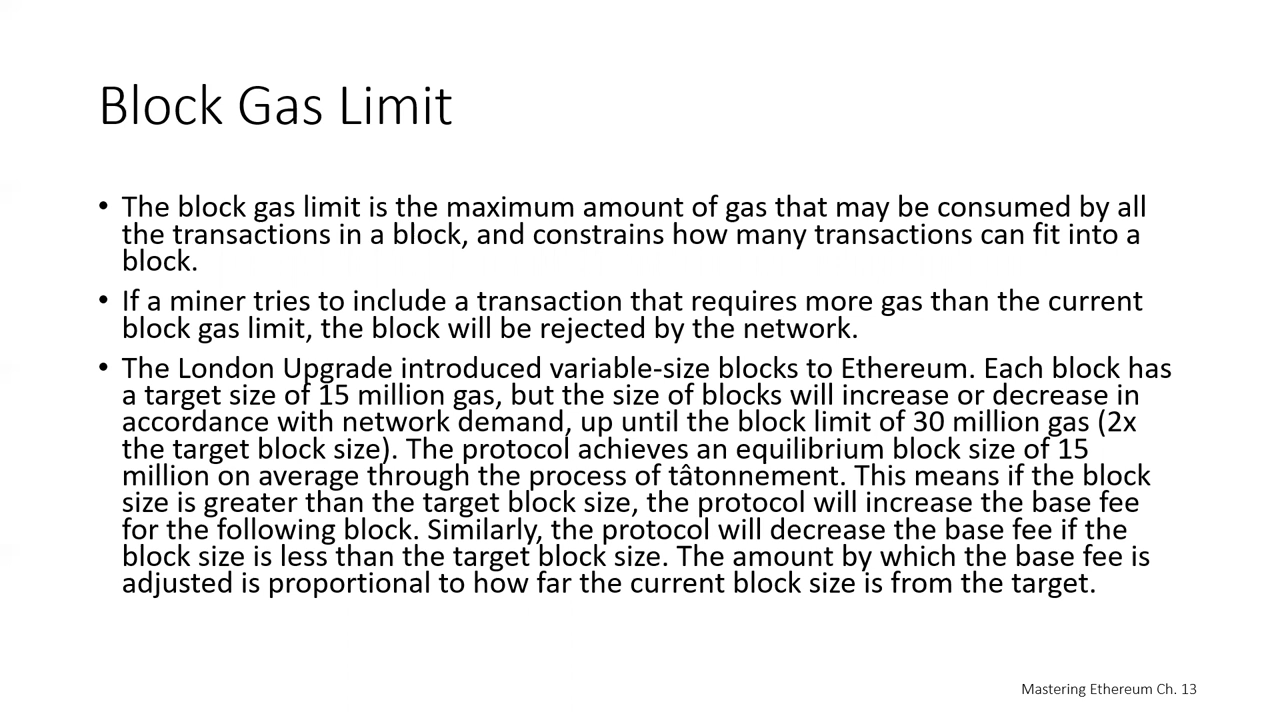 Block Gas Limit
• The block gas limit is the maximum amount of gas that may be consumed by all
the transactions in a block, and constrains how many transactions can fit into a
block.
• If a miner tries to include a transaction that requires more gas than the current
block gas limit, the block will be rejected by the network.
• The London Upgrade introduced variable-size blocks to Ethereum. Each block has
a target size of 15 million gas, but the size of blocks will increase or decrease in
accordance with network demand, up until the block limit of 30 million gas (2x
the target block size). The protocol achieves an equilibrium block size of 15
million on average through the process of tâtonnement. This means if the block
size is greater than the target block size, the protocol will increase the base fee
for the following block. Similarly, the protocol will decrease the base fee if the
block size is less than the target block size. The amount by which the base fee is
adjusted is proportional to how far the current block size is from the target.
Mastering Ethereum Ch. 13